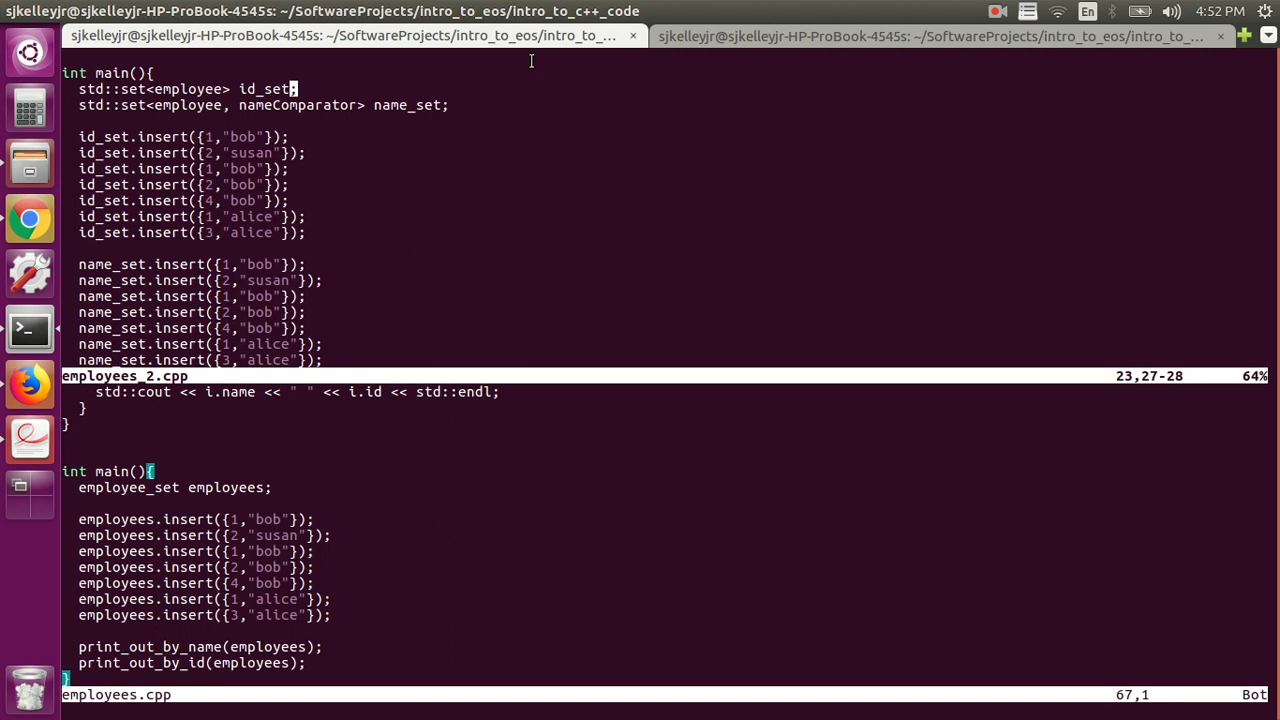 sjkelleyjr@sjkelleyjr-HP-ProBook-4545s: ~/SoftwareProjects/intro_to_eos/intro_to_c++_code
En
4:52 PM
sjkelleyjr@sjkelleyjr-HP-ProBook-4545s: ~/SoftwareProjects/intro_to_eos/intro_to_... ×
sjkelleyjr@sjkelleyjr-HP-ProBook-4545s: ~/SoftwareProjects/intro_to_eos/intro_to_... ×
int main(){
std::set<employee> id_set;
std::set<employee, nameComparator> name_set;
id_set.insert({1,"bob"});
id_set.insert({2,"susan"});
id_set.insert({1,"bob"});
id_set.insert({2,"bob"});
id_set.insert({4,"bob"});
id_set.insert({1,"alice"});
id_set.insert({3,"alice"});
name_set.insert({1,"bob"});
name_set.insert({2,"susan"});
name_set.insert({1,"bob"});
name_set.insert({2,"bob"});
name_set.insert({4,"bob"});
name_set.insert({1,"alice"});
name_set.insert({3,"alice"});
employees_2.cpp 23,27-28 64%
std::cout << i.name << " " << i.id << std::endl;
}
}
int main(){
employee_set employees;
employees.insert({1,"bob"});
employees.insert({2,"susan"});
employees.insert({1,"bob"});
employees.insert({2,"bob"});
employees.insert({4,"bob"});
employees.insert({1,"alice"});
employees.insert({3,"alice"});
print_out_by_name(employees);
print_out_by_id(employees);
}
employees.cpp 67,1 Bot